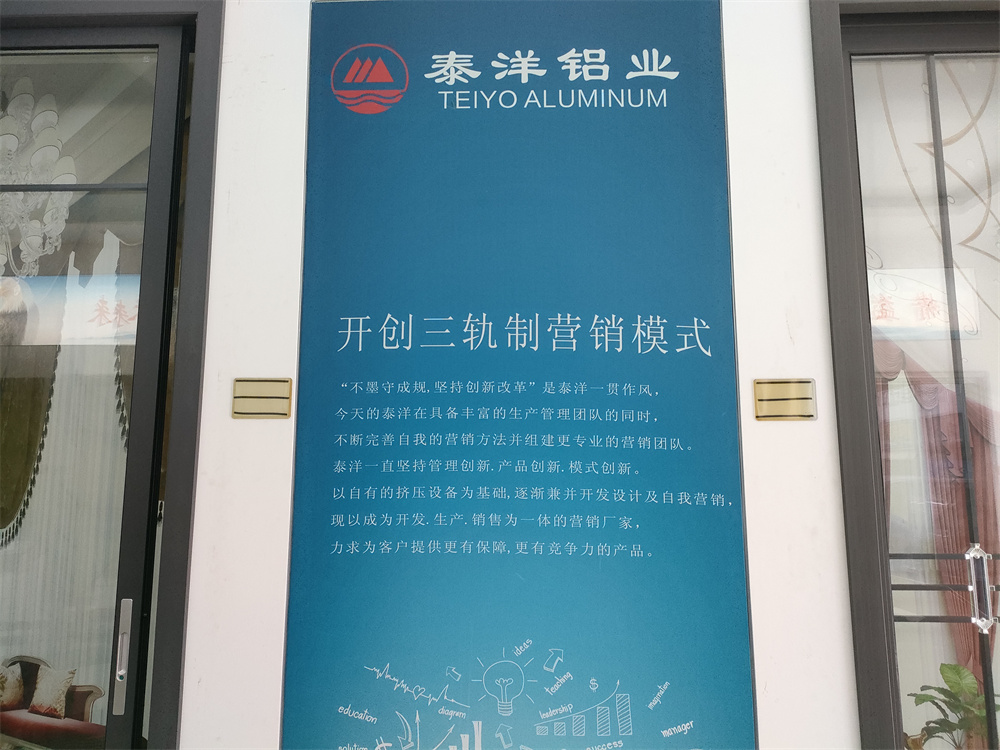 泰洋铝业
TEIYO ALUMINUM
开创三轨制营销模式
“不墨守成规,坚持创新改革”是泰洋一贯作风,
今天的泰洋在具备丰富的生产管理团队的同时,
不断完善自我的营销方法并组建更专业的营销团队。
泰洋一直坚持管理创新.产品创新.模式创新。
以自有的挤压设备为基础,逐渐兼并开发设计及自我营销,
现以成为开发.生产.销售为一体的营销厂家,
力求为客户提供更有保障,更有竞争力的产品。
ideas
teaching
$
education
diagram
leadership
manager
success